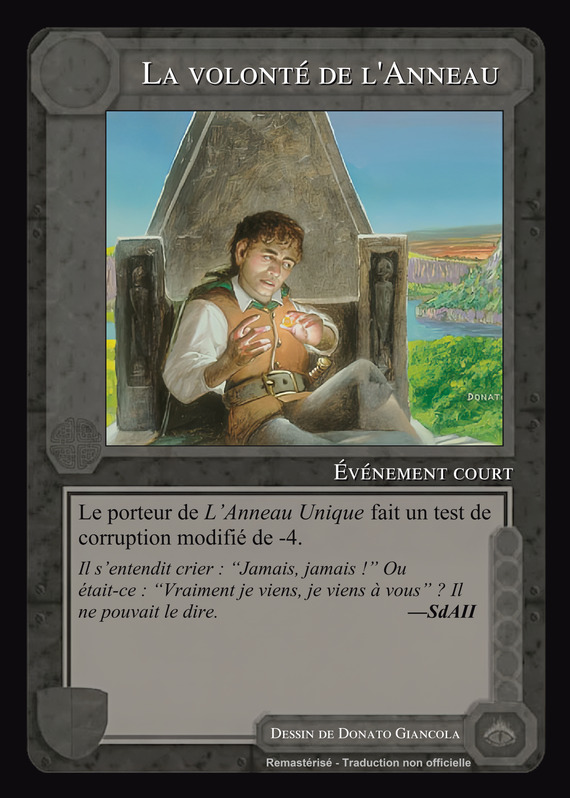 La volonté de l'Anneau
DONAT
Événement court
Le porteur de L'Anneau Unique fait un test de
corruption modifié de -4.
Il s'entendit crier : “Jamais, jamais !” Ou
était-ce : “Vraiment je viens, je viens à vous” ? Il
ne pouvait le dire. —SdAII
Dessin de Donato Giancola
Remastérisé - Traduction non officielle